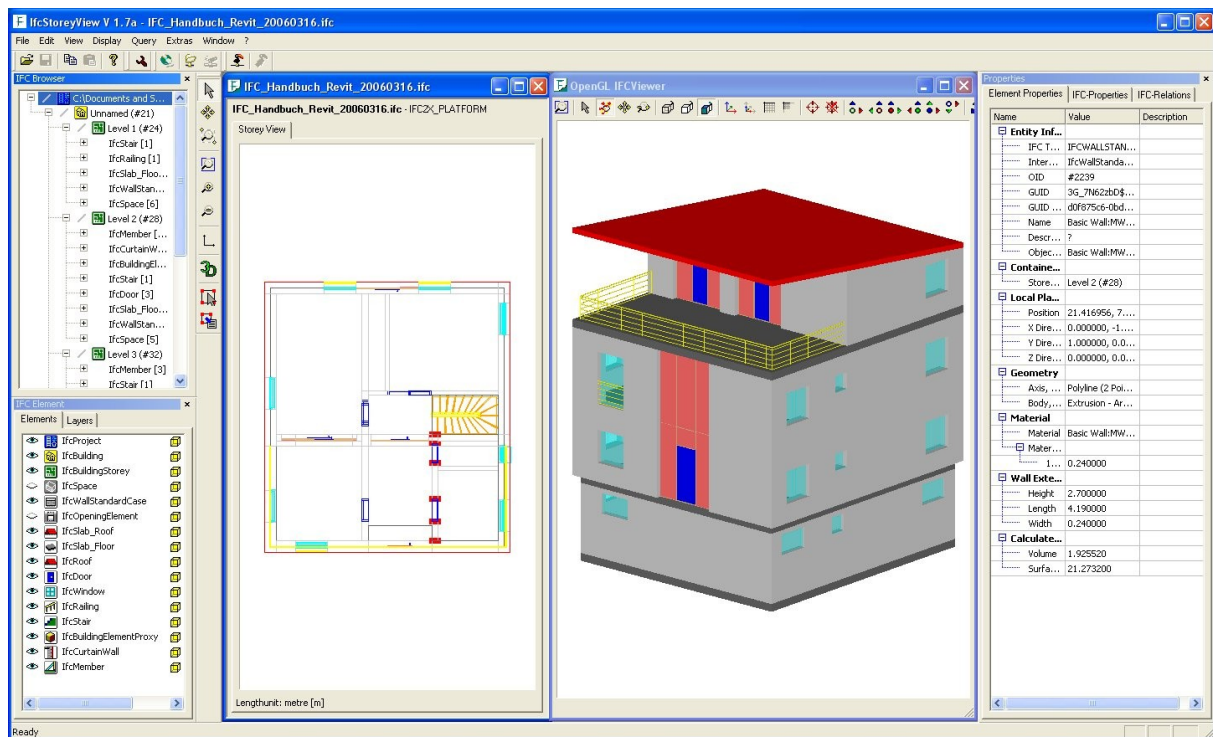 IfcStoreyView V 1.7a - IFC_Handbuch_Revit_20060316.ifc
File Edit View Display Query Extras Window ?
IFC Browser
C:\Documents and S...
Unnamed (#21)
Level 1 (#24)
IfcStair [1]
IfcRailing [1]
IfcSlab_Floo...
IfcWallStan...
IfcSpace [6]
Level 2 (#28)
IfcMember [...
IfcCurtainW...
IfcBuildingEl...
IfcStair [1]
IfcDoor [3]
IfcSlab_Floo...
IfcWallStan...
IfcSpace [5]
Level 3 (#32)
IfcMember [3]
IfcStair [1]
IFC Element
Elements Layers
IfcProject
IfcBuilding
IfcBuildingStorey
IfcSpace
IfcWallStandardCase
IfcOpeningElement
IfcSlab_Roof
IfcSlab_Floor
IfcRoof
IfcDoor
IfcWindow
IfcRailing
IfcStair
IfcBuildingElementProxy
IfcCurtainWall
IfcMember
3D
IFC_Handbuch_Revit_20060316.ifc
IFC_Handbuch_Revit_20060316.ifc - IFC2X_PLATFORM
Storey View
Lengthunit: metre [m]
OpenGL IFCViewer
Properties
Element Properties IFC-Properties IFC-Relations
Name Value Description
Entity Inf...
IFC T... IFCWALLSTAN...
Inter... IfcWallStanda...
OID #2239
GUID 3G_7N62zbD$...
GUID ... d0f875c6-0bd...
Name Basic Wall:MW...
Descr... ?
Objec... Basic Wall:MW...
Containe...
Store... Level 2 (#28)
Local Pla...
Position 21.416956, 7....
X Dire... 0.000000, -1....
Y Dire... 1.000000, 0.0...
Z Dire... 0.000000, 0.0...
Geometry
Axis, ... Polyline (2 Poi...
Body,... Extrusion - Ar...
Material
Material Basic Wall:MW...
Mater...
1... 0.240000
Wall Exte...
Height 2.700000
Length 4.190000
Width 0.240000
Calculate...
Volume 1.925520
Surfa... 21.273200
Ready